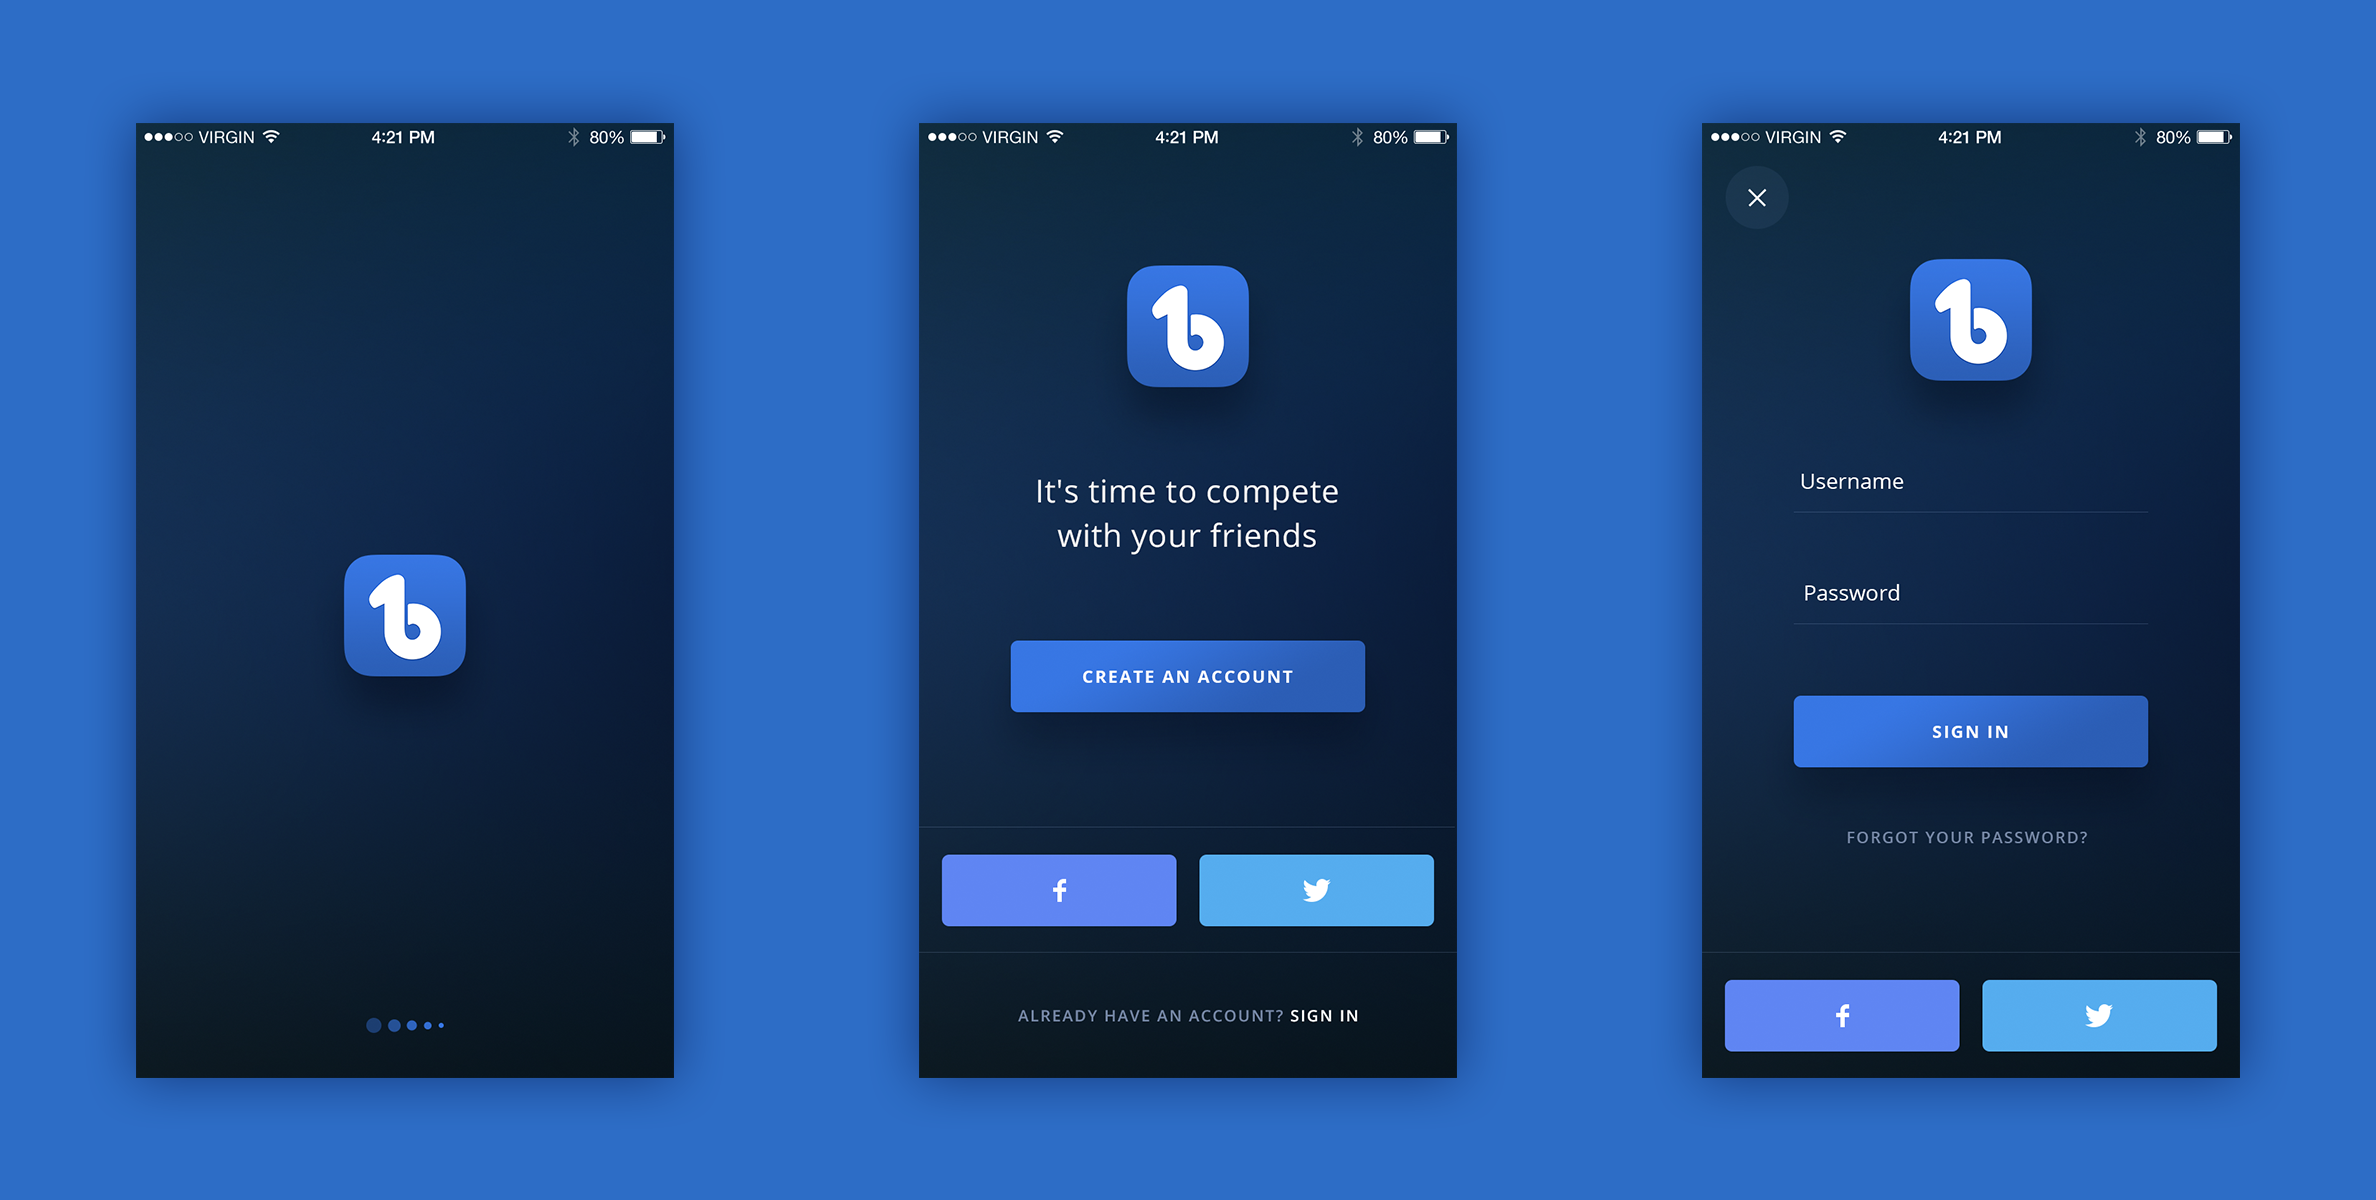 VIRGIN 4:21 PM 80%
VIRGIN 4:21 PM 80%
It's time to compete
with your friends
CREATE AN ACCOUNT
ALREADY HAVE AN ACCOUNT? SIGN IN
VIRGIN 4:21 PM 80%
Username
Password
SIGN IN
FORGOT YOUR PASSWORD?